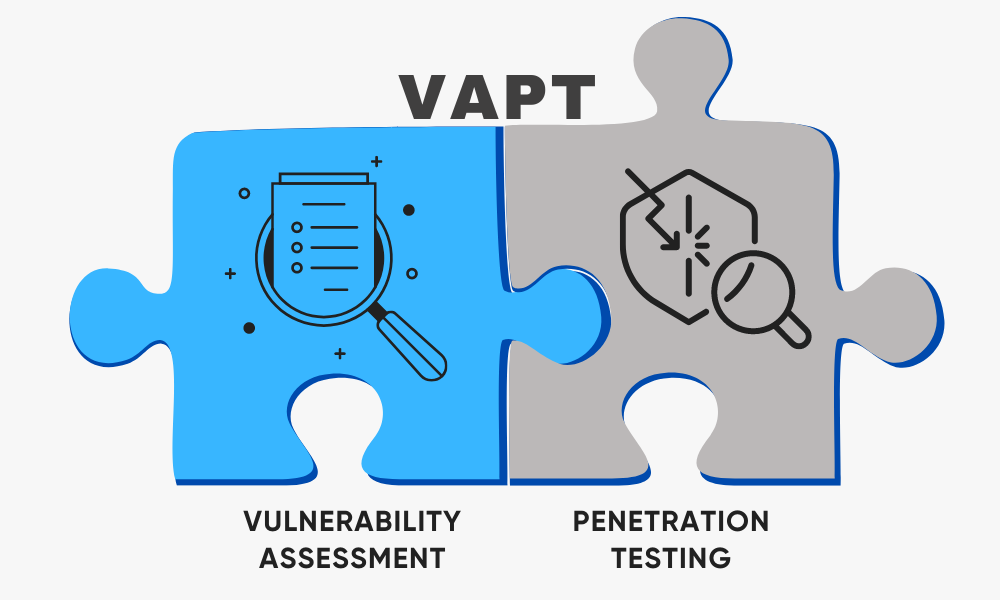 VAPT
VULNERABILITY
ASSESSMENT
PENETRATION
TESTING